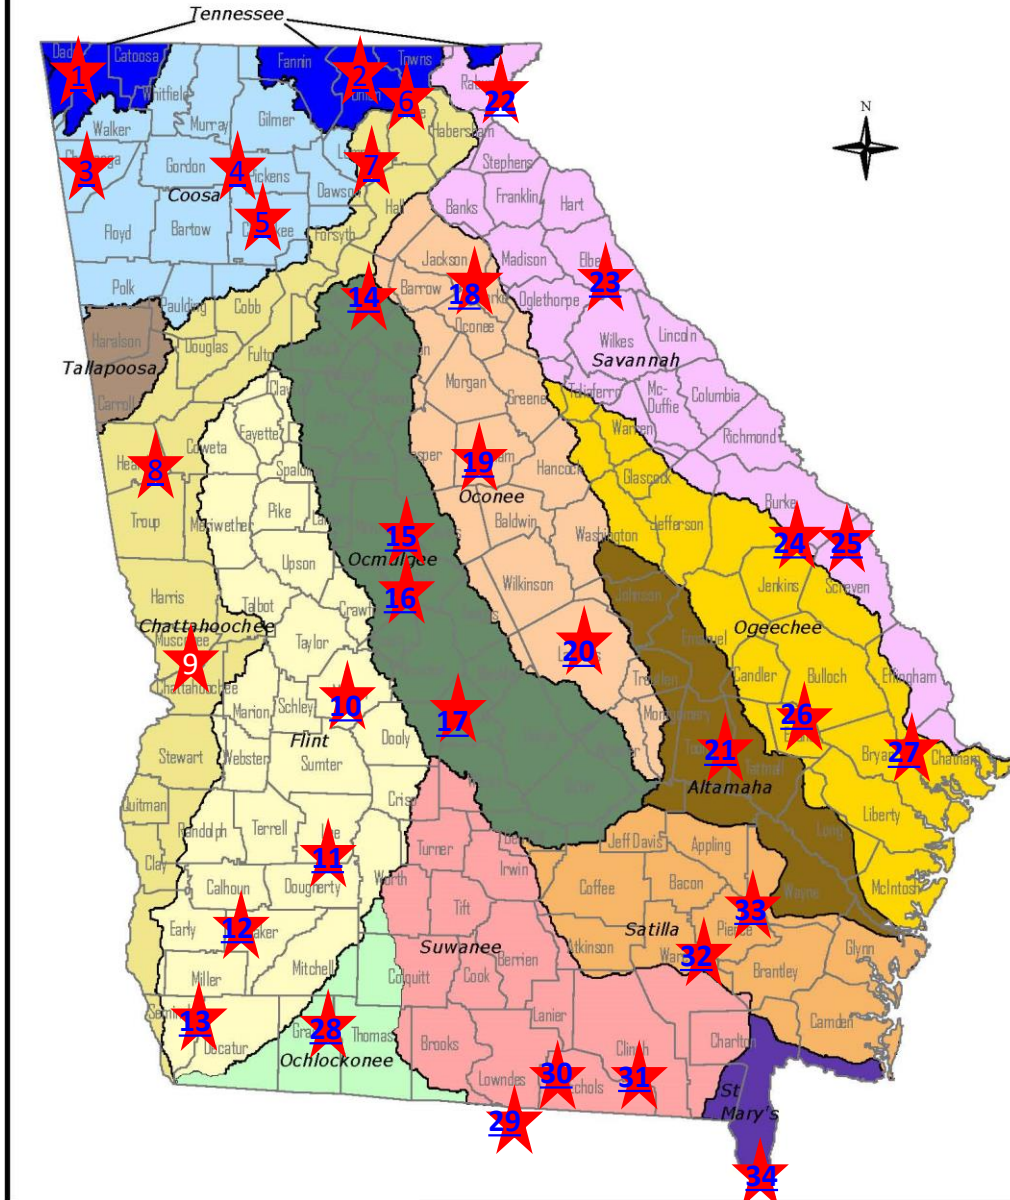 Tennessee
Dade
Catoosa
Fannin
Towns
1
2
6
22
Union
Whitfield
N
Walker
Murray
Gilmer
Habersham
3
4
7
Gordon
Pickens
Stephens
Coosa
Dawson
Franklin
Hart
5
Hall
Banks
Floyd
Bartow
Forsyth
Jackson
Madison
Elbert
23
Polk
Barrow
14
18
Oglethorpe
Paulding
Cobb
Oconee
Haralson
Douglas
Wilkes
Lincoln
Fulton
Savannah
Tallapoosa
Morgan
Clay
Greene
Taliaferro
Mc-
Duffie
Columbia
Carroll
Warren
Richmond
Fayette
Coweta
8
19
Hancock
Glascock
Oconee
Burke
Troup
Meriwether
Pike
Baldwin
Jefferson
Washington
15
24
25
Upson
Ocmulgee
Wilkinson
Jenkins
Screven
16
Harris
Talbot
Johnson
Chattahoochee
Taylor
Ogeechee
Emanuel
Muscogee
20
9
Candler
Bulloch
Effingham
Chattahoochee
Treutlen
Marion
Schley
10
17
Montgomery
26
Flint
Dooly
Stewart
Webster
Sumter
21
Tattnall
Bryan
27
Chatham
Altamaha
Quitman
Crisp
Liberty
Randolph
Terrell
Lee
Long
Jeff Davis
Appling
Turner
Clay
11
Irwin
Calhoun
Dougherty
Worth
Coffee
Bacon
Wayne
McIntosh
33
Tift
Early
12
Baker
Pierce
Satilla
Suwanee
Atkinson
32
Glynn
Berrien
Miller
Mitchell
Colquitt
Cook
Brantley
Seminole
13
Lanier
Camden
28
Thomas
Brooks
Charlton
Decatur
Clinch
Ochlockonee
30
31
Lowndes
Echols
St
Mary's
29
34